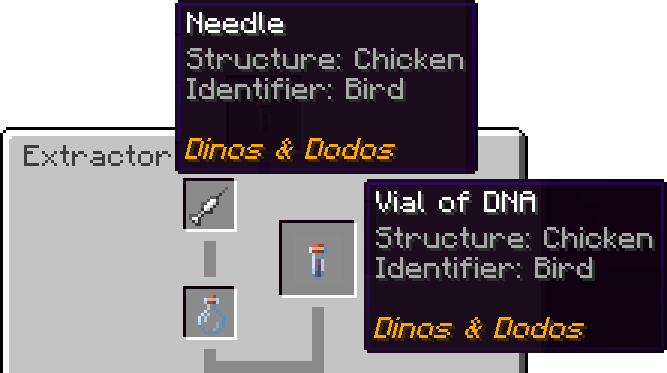 Needle
Structure: Chicken
Identifier: Bird
Dinos & Dodos
Extractor
Vial of DNA
Structure: Chicken
Identifier: Bird
Dinos & Dodos